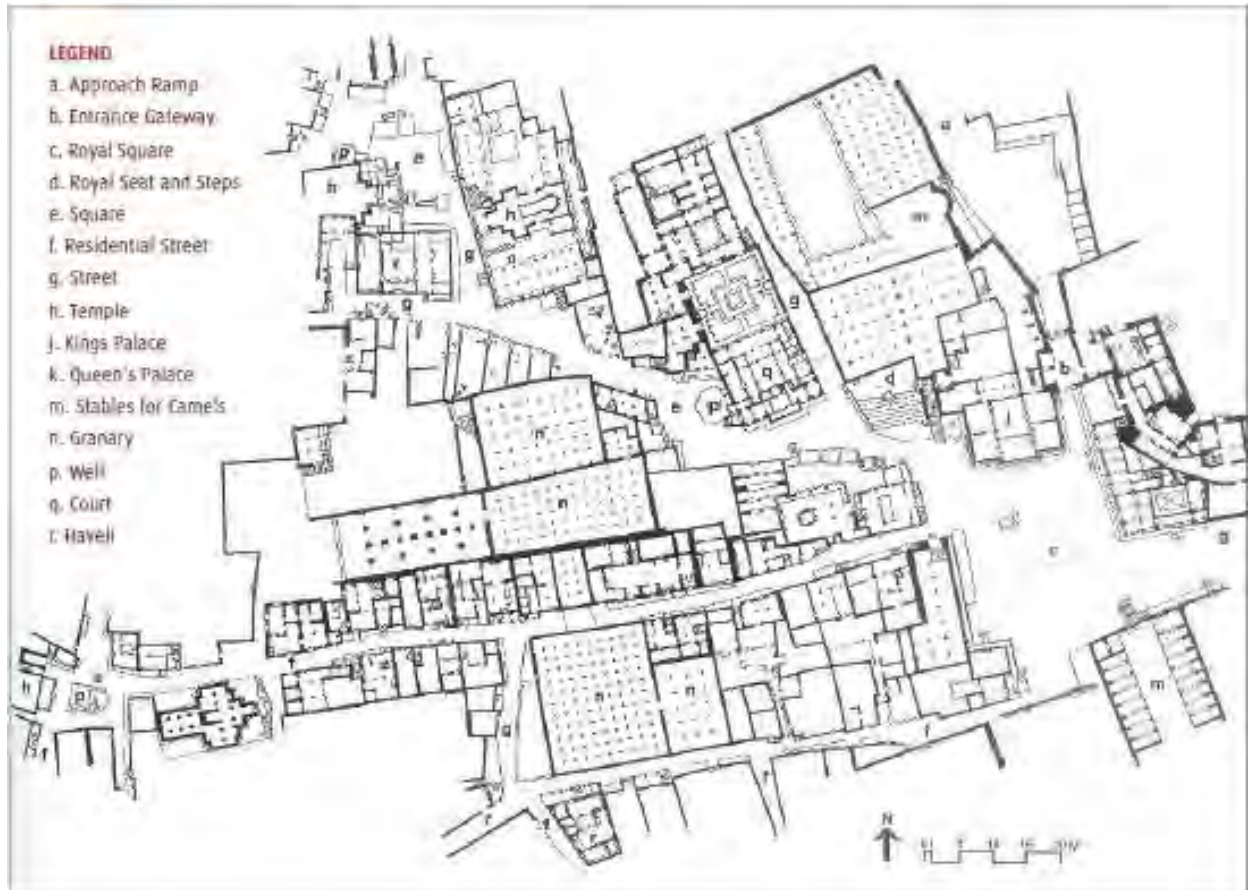 LEGEND
a. Approach Ramp
b. Entrance Gateway
c. Royal Square
d. Royal Seat and Steps
e. Square
f. Residential Street
g. Street
h. Temple
j. Kings Palace
k. Queen's Palace
m. Stables for Camels
n. Granary
p. Well
q. Court
r. Haveli
p
e
h
h
g
g
k
n
m
g
b
q
d
j
e
p
n
n
c
g
h
p
g
n
n
m
f
r
N